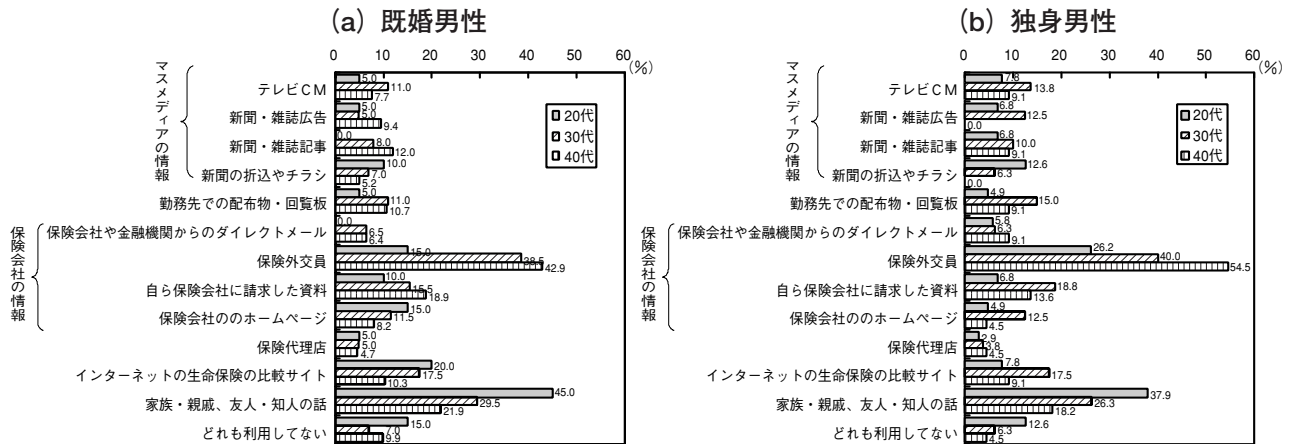 (a) 既婚男性
0 10 20 30 40 50 60
(%)
マスメディアの情報
保険会社の情報
20代
30代
40代
テレビCM 5.0 11.0 7.7
新聞・雑誌広告 5.0 5.0 9.4
新聞・雑誌記事 0.0 8.0 12.0
新聞の折込やチラシ 10.0 7.0 5.2
勤務先での配布物・回覧板 5.0 11.0 10.7
保険会社や金融機関からのダイレクトメール 0.0 6.5 6.4
保険外交員 15.0 38.5 42.9
自ら保険会社に請求した資料 10.0 15.5 18.9
保険会社ののホームページ 15.0 11.5 8.2
保険代理店 5.0 5.0 4.7
インターネットの生命保険の比較サイト 20.0 17.5 10.3
家族・親戚、友人・知人の話 45.0 29.5 21.9
どれも利用してない 15.0 7.0 9.9
(b) 独身男性
0 10 20 30 40 50 60
(%)
マスメディアの情報
保険会社の情報
20代
30代
40代
テレビCM 7.8 13.8 9.1
新聞・雑誌広告 6.8 12.5 0.0
新聞・雑誌記事 6.8 10.0 9.1
新聞の折込やチラシ 12.6 6.3 0.0
勤務先での配布物・回覧板 4.9 15.0 9.1
保険会社や金融機関からのダイレクトメール 5.8 6.3 9.1
保険外交員 26.2 40.0 54.5
自ら保険会社に請求した資料 6.8 18.8 13.6
保険会社ののホームページ 4.9 12.5 4.5
保険代理店 2.9 3.8 4.5
インターネットの生命保険の比較サイト 7.8 17.5 9.1
家族・親戚、友人・知人の話 37.9 26.3 18.2
どれも利用してない 12.6 6.3 4.5